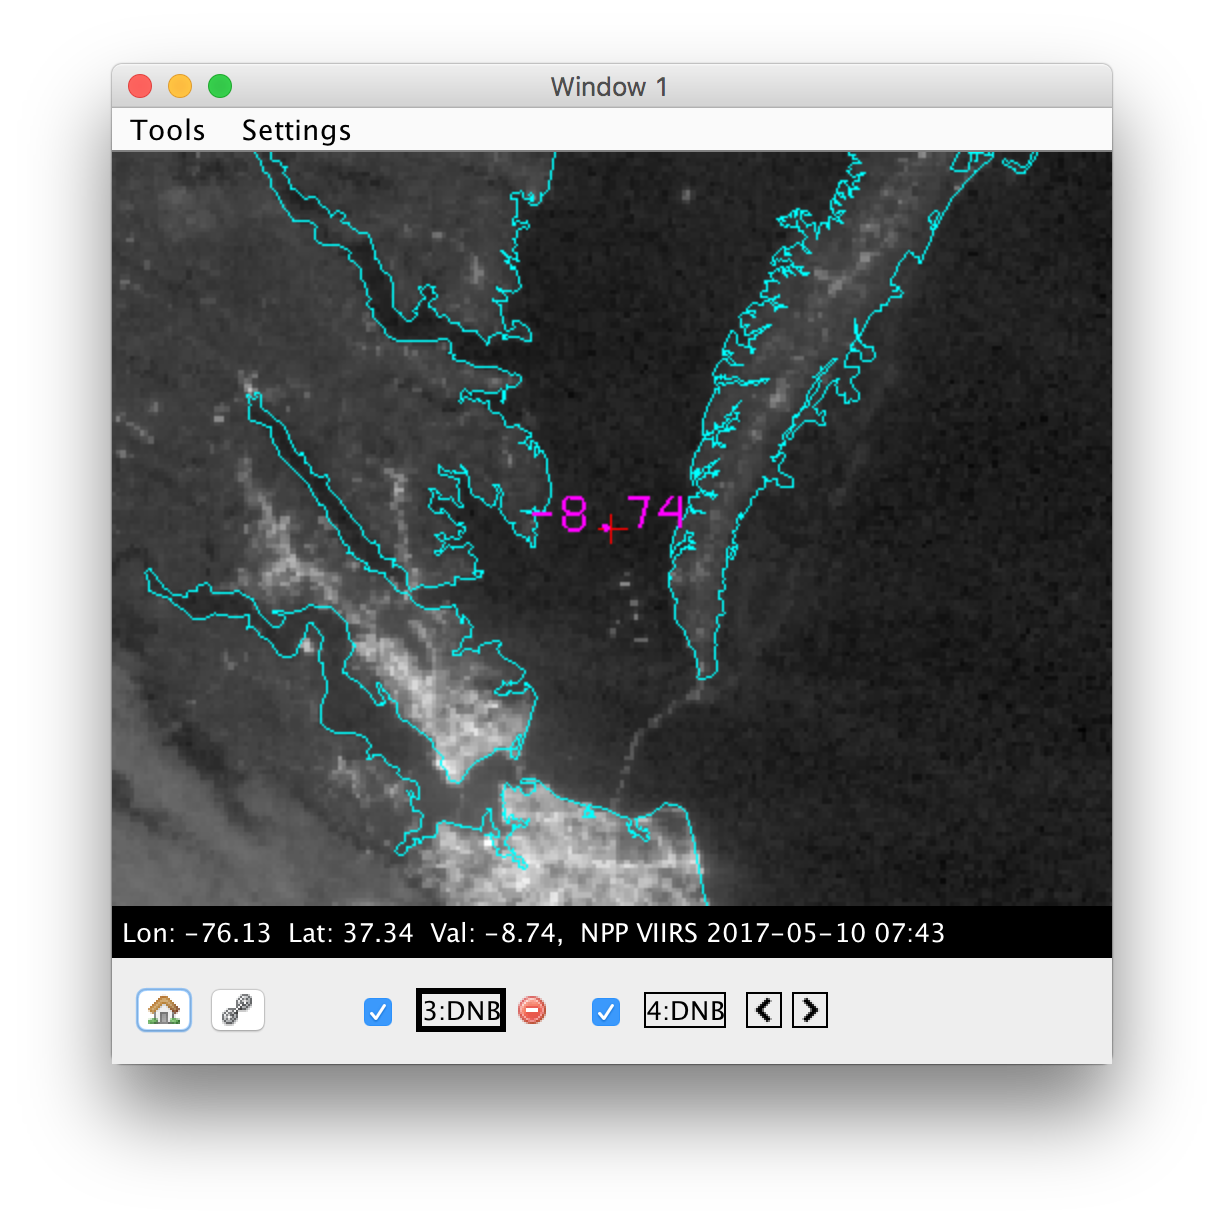 Window 1
Tools Settings
-8.74
Lon: -76.13 Lat: 37.34 Val: -8.74, NPP VIIRS 2017-05-10 07:43
3:DNB 4:DNB < >